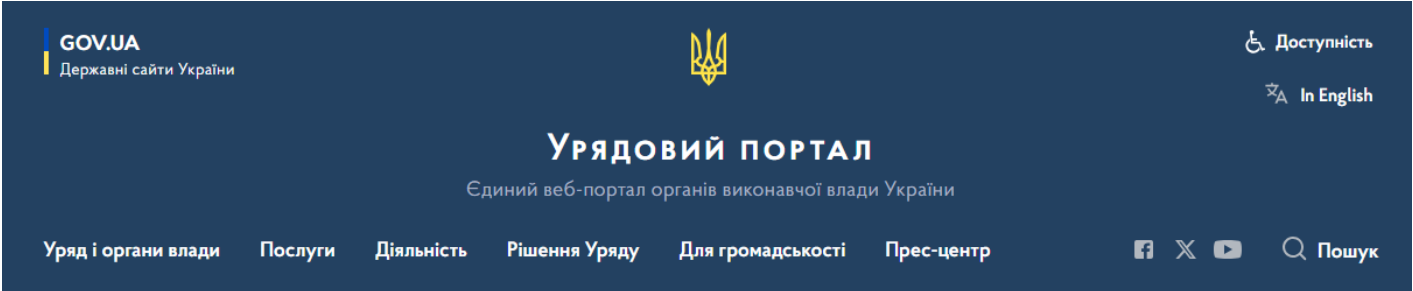 GOV.UA
Державні сайти України
Доступність
In English
Урядовий портал
Єдиний веб-портал органів виконавчої влади України
Уряд і органи влади Послуги Діяльність Рішення Уряду Для громадськості Прес-центр Пошук